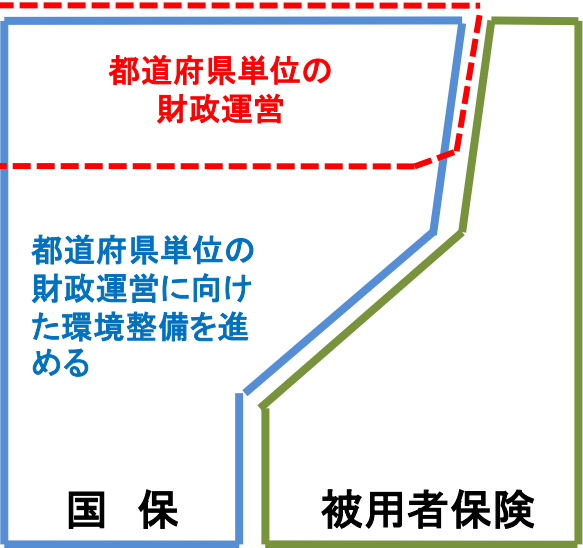 都道府県単位の
財政運営
都道府県単位の
財政運営に向け
た環境整備を進
める
国 保
被用者保険